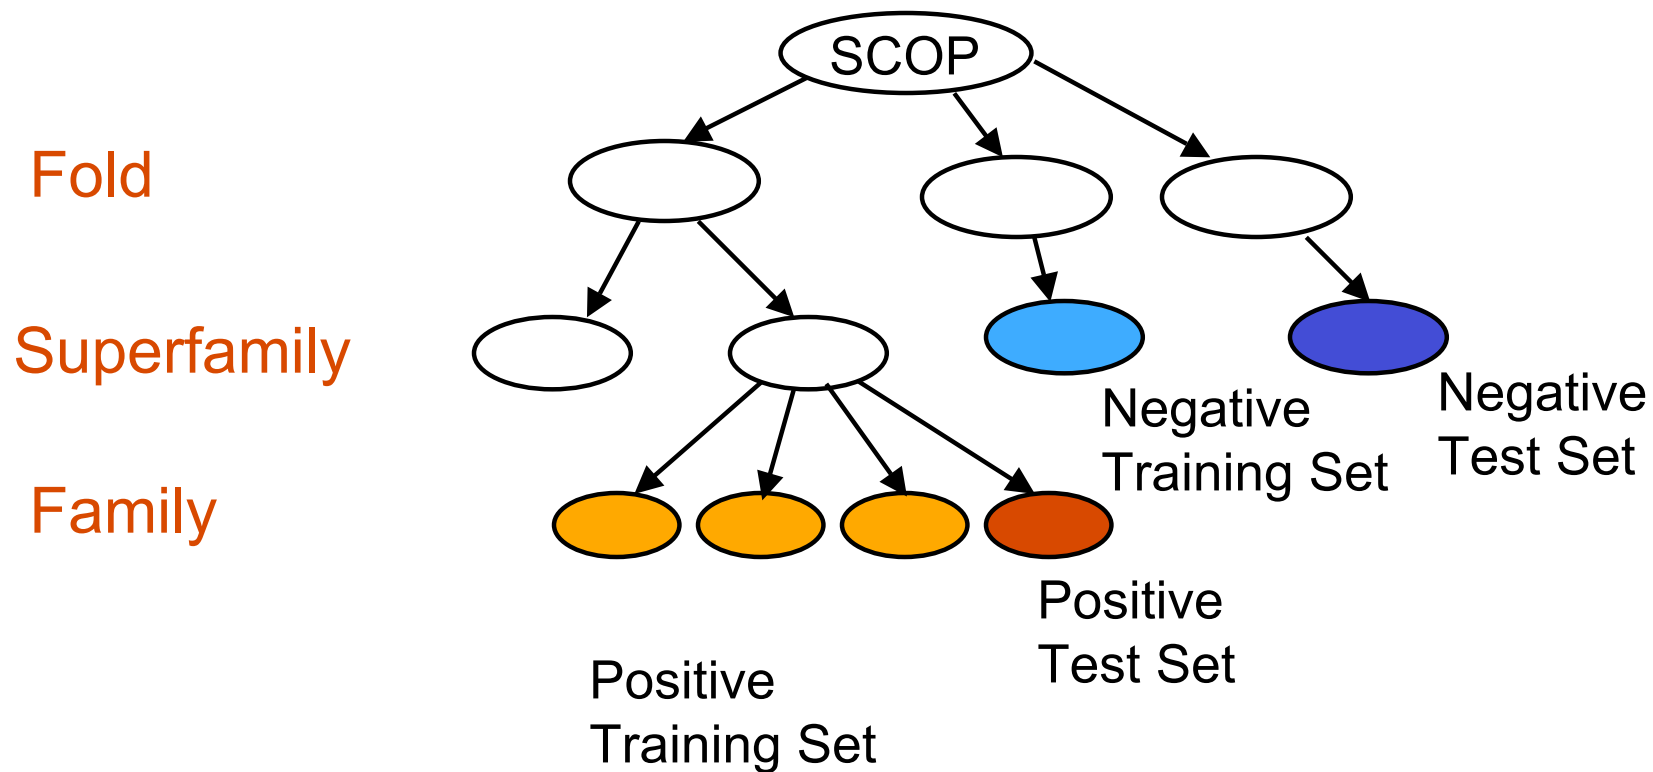 SCOP
Fold
Superfamily
Negative
Training Set
Negative
Test Set
Family
Positive
Test Set
Positive
Training Set